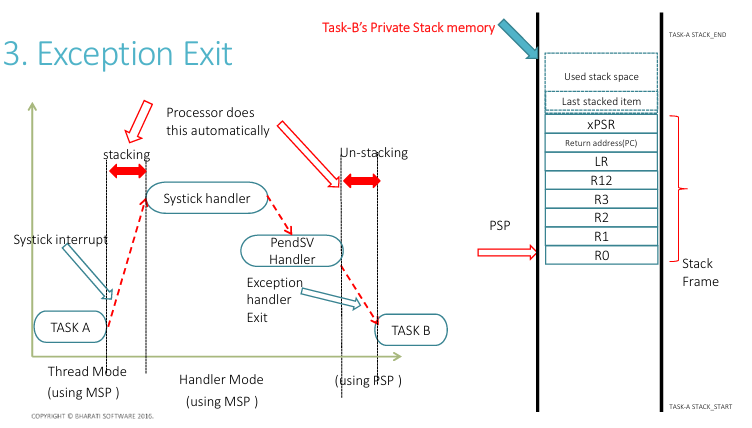 3. Exception Exit
Task-B's Private Stack memory
TASK-A STACK_END
Processor does
this automatically
stacking
Un-stacking
Systick handler
Systick interrupt
PendSV
Handler
Exception
handler
Exit
TASK A
TASK B
Thread Mode
(using MSP )
Handler Mode
(using MSP )
(using PSP )
Used stack space
Last stacked item
xPSR
Return address(PC)
LR
R12
R3
R2
R1
R0
PSP
Stack
Frame
TASK-A STACK_START
COPYRIGHT © BHARATI SOFTWARE 2016.